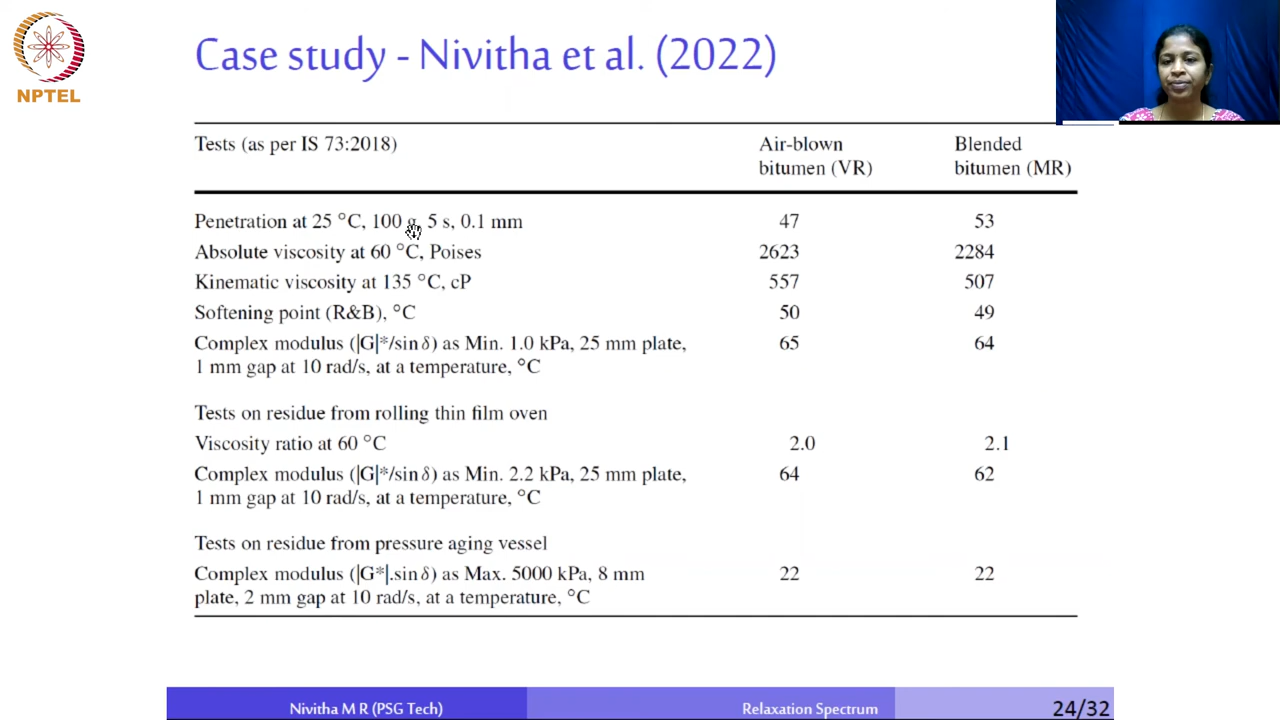 Case study - Nivitha et al. (2022)
NPTEL
Tests (as per IS 73:2018) Air-blown bitumen (VR) Blended bitumen (MR)
Penetration at 25 °C, 100 g, 5 s, 0.1 mm 47 53
Absolute viscosity at 60 °C, Poises 2623 2284
Kinematic viscosity at 135 °C, cP 557 507
Softening point (R&B), °C 50 49
Complex modulus (|G|*/sin δ) as Min. 1.0 kPa, 25 mm plate, 65 64
1 mm gap at 10 rad/s, at a temperature, °C
Tests on residue from rolling thin film oven
Viscosity ratio at 60 °C 2.0 2.1
Complex modulus (|G|*/sin δ) as Min. 2.2 kPa, 25 mm plate, 64 62
1 mm gap at 10 rad/s, at a temperature, °C
Tests on residue from pressure aging vessel
Complex modulus (|G*|.sin δ) as Max. 5000 kPa, 8 mm 22 22
plate, 2 mm gap at 10 rad/s, at a temperature, °C
Nivitha M R (PSG Tech) Relaxation Spectrum 24/32